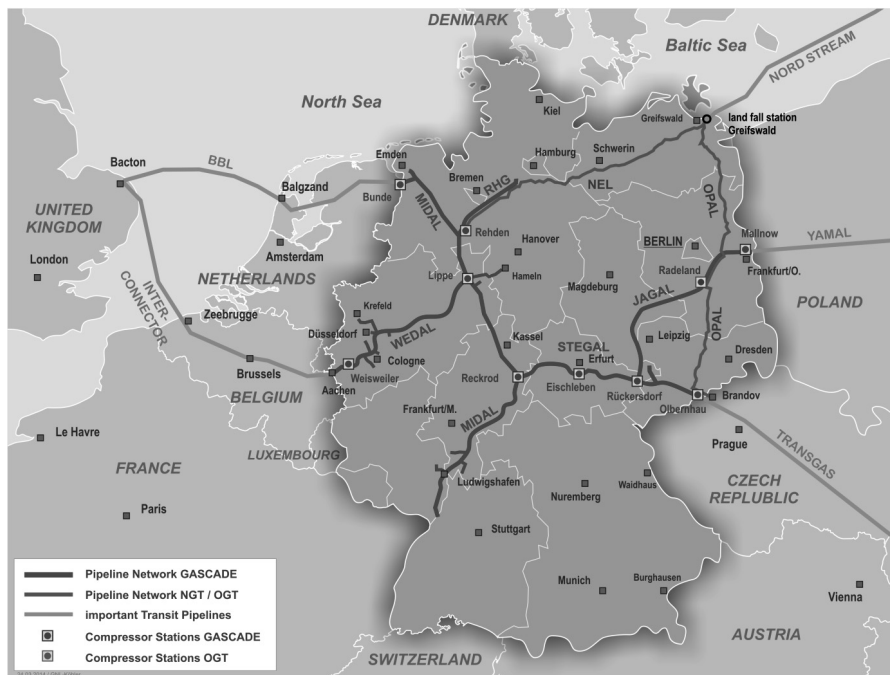 DENMARK
Baltic Sea
NORD STREAM
North Sea
Kiel
Greifswald
land fall station
Greifswald
Bacton
BBL
Balgzand
Emden
Bunde
Bremen
Hamburg
Schwerin
RHG
NEL
OPAL
MIDAL
UNITED
KINGDOM
London
Amsterdam
NETHERLANDS
Rehden
Hanover
BERLIN
Mallnow
YAMAL
Frankfurt/O.
Lippe
Hameln
Magdeburg
Radeland
POLAND
INTER-
CONNECTOR
Zeebrugge
Krefeld
Düsseldorf
WEDAL
JAGAL
OPAL
Kassel
STEGAL
Leipzig
Erfurt
Dresden
Brussels
Cologne
Weisweiler
Aachen
BELGIUM
Reckrod
Eischleben
Rückersdorf
Olbernhau
Brandov
Le Havre
Frankfurt/M.
MIDAL
Prague
TRANSGAS
LUXEMBOURG
FRANCE
Ludwigshafen
Nuremberg
Waidhaus
CZECH
REPLUBLIC
Paris
Stuttgart
Munich
Burghausen
Vienna
AUSTRIA
SWITZERLAND
Pipeline Network GASCADE
Pipeline Network NGT / OGT
important Transit Pipelines
Compressor Stations GASCADE
Compressor Stations OGT